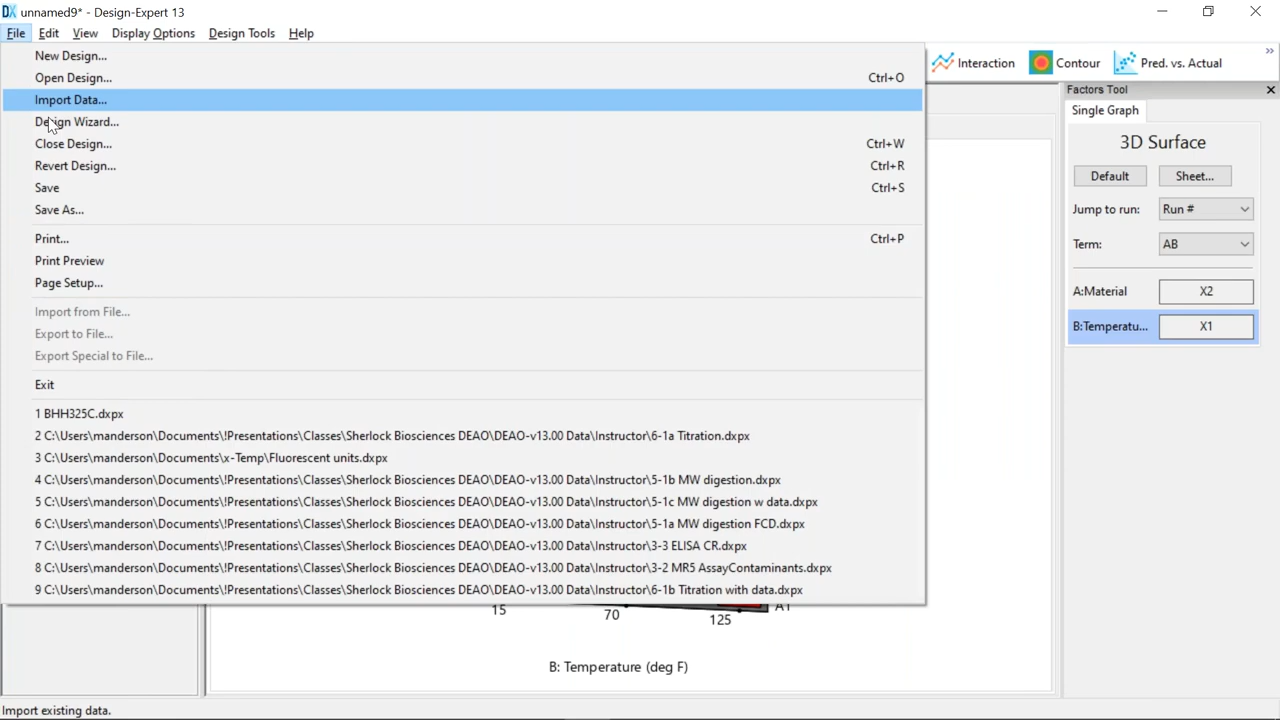 DX unnamed9* - Design-Expert 13
File Edit View Display Options Design Tools Help
New Design...
Open Design... Ctrl+O
Import Data...
Design Wizard...
Close Design... Ctrl+W
Revert Design... Ctrl+R
Save Ctrl+S
Save As...
Print... Ctrl+P
Print Preview
Page Setup...
Import from File...
Export to File...
Export Special to File...
Exit
1 BHH325C.dxpx
2 C:\Users\manderson\Documents\!Presentations\Classes\Sherlock Biosciences DEAO\DEAO-v13.00 Data\Instructor\6-1a Titration.dxpx
3 C:\Users\manderson\Documents\x-Temp\Fluorescent units.dxpx
4 C:\Users\manderson\Documents\!Presentations\Classes\Sherlock Biosciences DEAO\DEAO-v13.00 Data\Instructor\5-1b MW digestion.dxpx
5 C:\Users\manderson\Documents\!Presentations\Classes\Sherlock Biosciences DEAO\DEAO-v13.00 Data\Instructor\5-1c MW digestion w data.dxpx
6 C:\Users\manderson\Documents\!Presentations\Classes\Sherlock Biosciences DEAO\DEAO-v13.00 Data\Instructor\5-1a MW digestion FCD.dxpx
7 C:\Users\manderson\Documents\!Presentations\Classes\Sherlock Biosciences DEAO\DEAO-v13.00 Data\Instructor\3-3 ELISA CR.dxpx
8 C:\Users\manderson\Documents\!Presentations\Classes\Sherlock Biosciences DEAO\DEAO-v13.00 Data\Instructor\3-2 MR5 AssayContaminants.dxpx
9 C:\Users\manderson\Documents\!Presentations\Classes\Sherlock Biosciences DEAO\DEAO-v13.00 Data\Instructor\6-1b Titration with data.dxpx
Interaction Contour Pred. vs. Actual »
Factors Tool
Single Graph
3D Surface
Default Sheet...
Jump to run: Run #
Term: AB
A:Material X2
B:Temperatu... X1
15 70 125 A1
B: Temperature (deg F)
Import existing data.